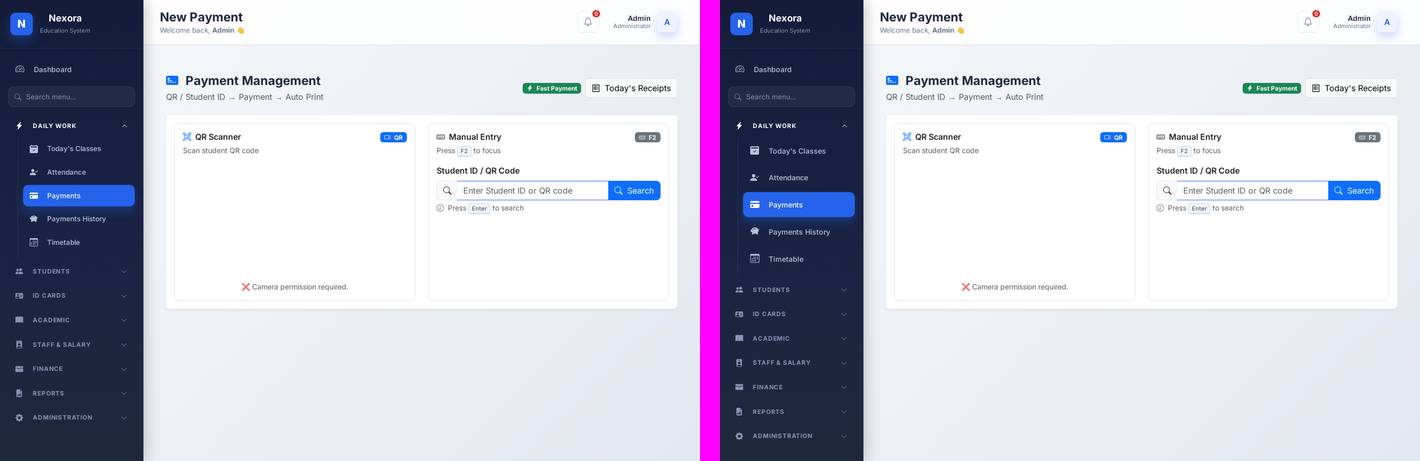 N
Nexora
Education System
Dashboard
Search menu...
DAILY WORK
Today's Classes
Attendance
Payments
Payments History
Timetable
STUDENTS
ID CARDS
ACADEMIC
STAFF & SALARY
FINANCE
REPORTS
ADMINISTRATION
New Payment
Welcome back, Admin 👋
0
Admin
Administrator
A
Payment Management
QR / Student ID → Payment → Auto Print
Fast Payment
Today's Receipts
QR Scanner
QR
Scan student QR code
❌ Camera permission required.
Manual Entry
F2
Press F2 to focus
Student ID / QR Code
Enter Student ID or QR code
Search
Press Enter to search
N
Nexora
Education System
Dashboard
Search menu...
DAILY WORK
Today's Classes
Attendance
Payments
Payments History
Timetable
STUDENTS
ID CARDS
ACADEMIC
STAFF & SALARY
FINANCE
REPORTS
ADMINISTRATION
New Payment
Welcome back, Admin 👋
0
Admin
Administrator
A
Payment Management
QR / Student ID → Payment → Auto Print
Fast Payment
Today's Receipts
QR Scanner
QR
Scan student QR code
❌ Camera permission required.
Manual Entry
F2
Press F2 to focus
Student ID / QR Code
Enter Student ID or QR code
Search
Press Enter to search